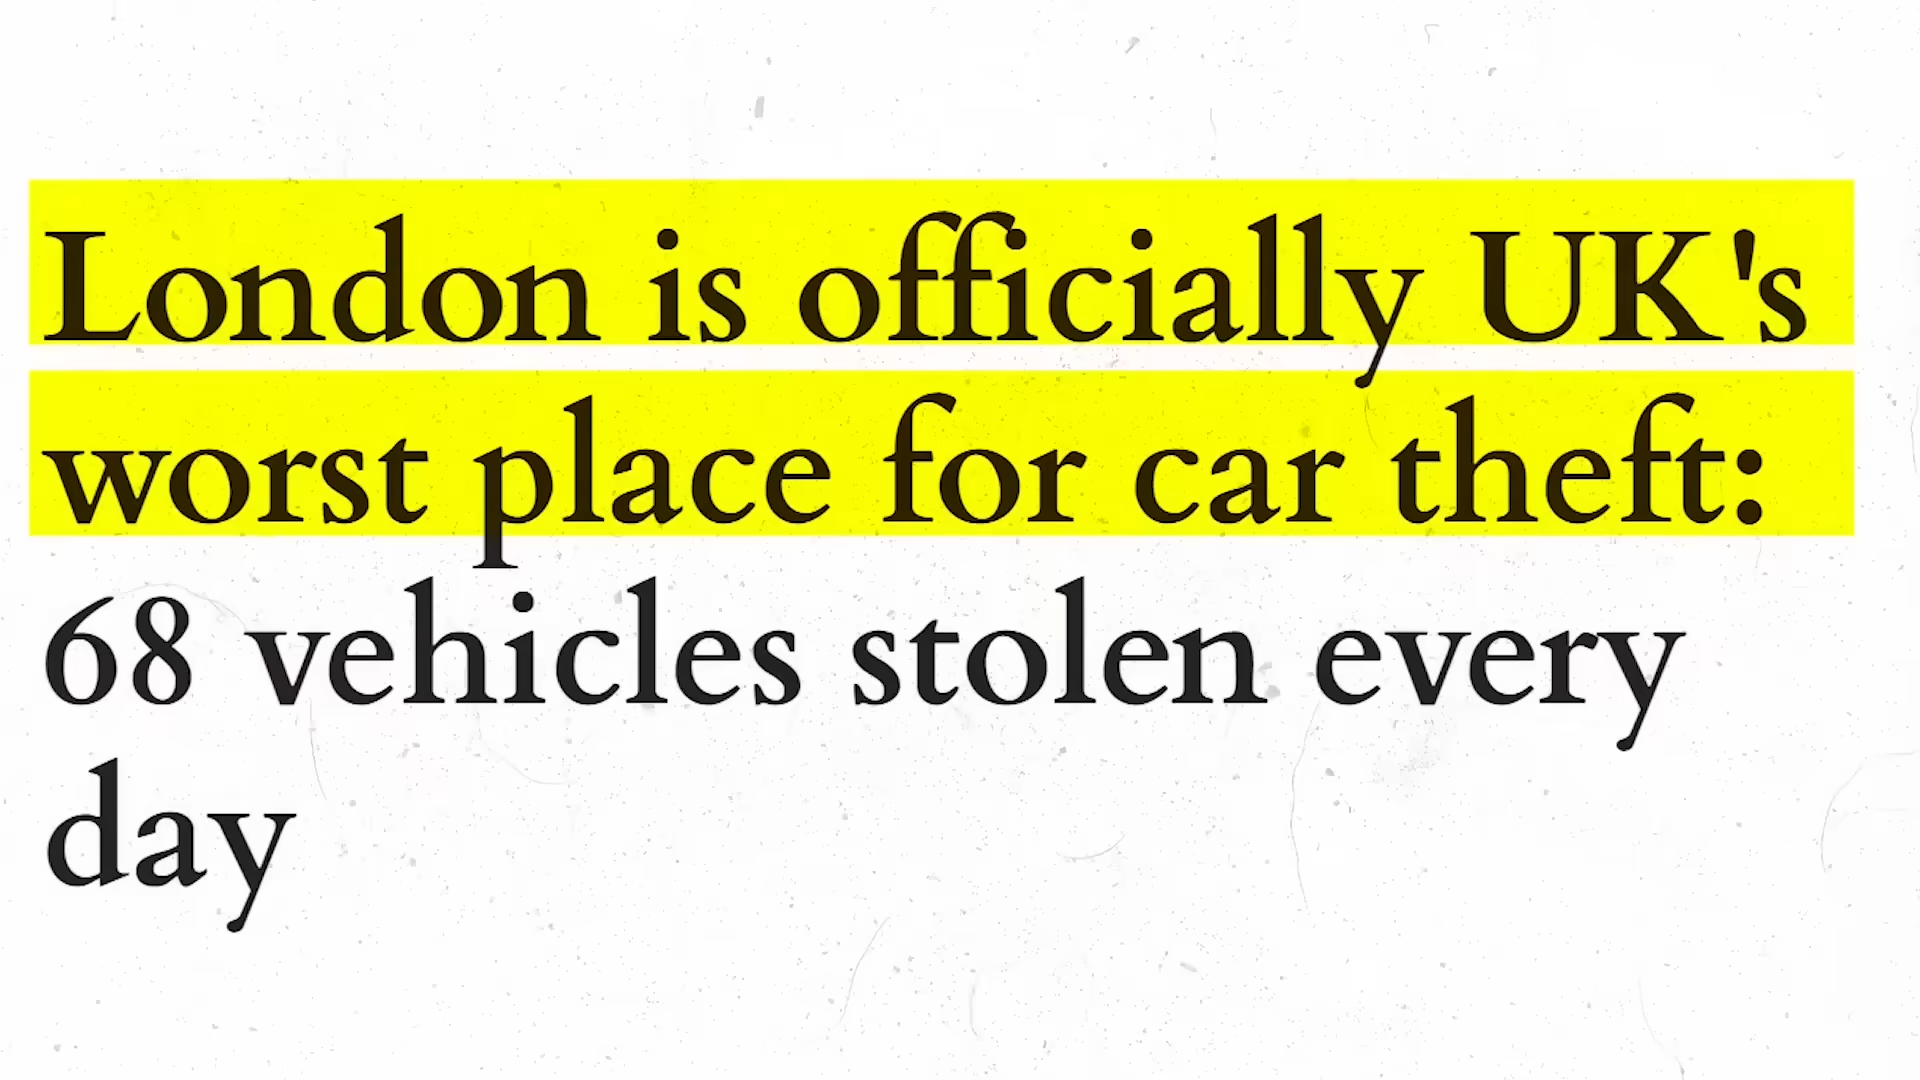 London is officially UK's
worst place for car theft:
68 vehicles stolen every
day